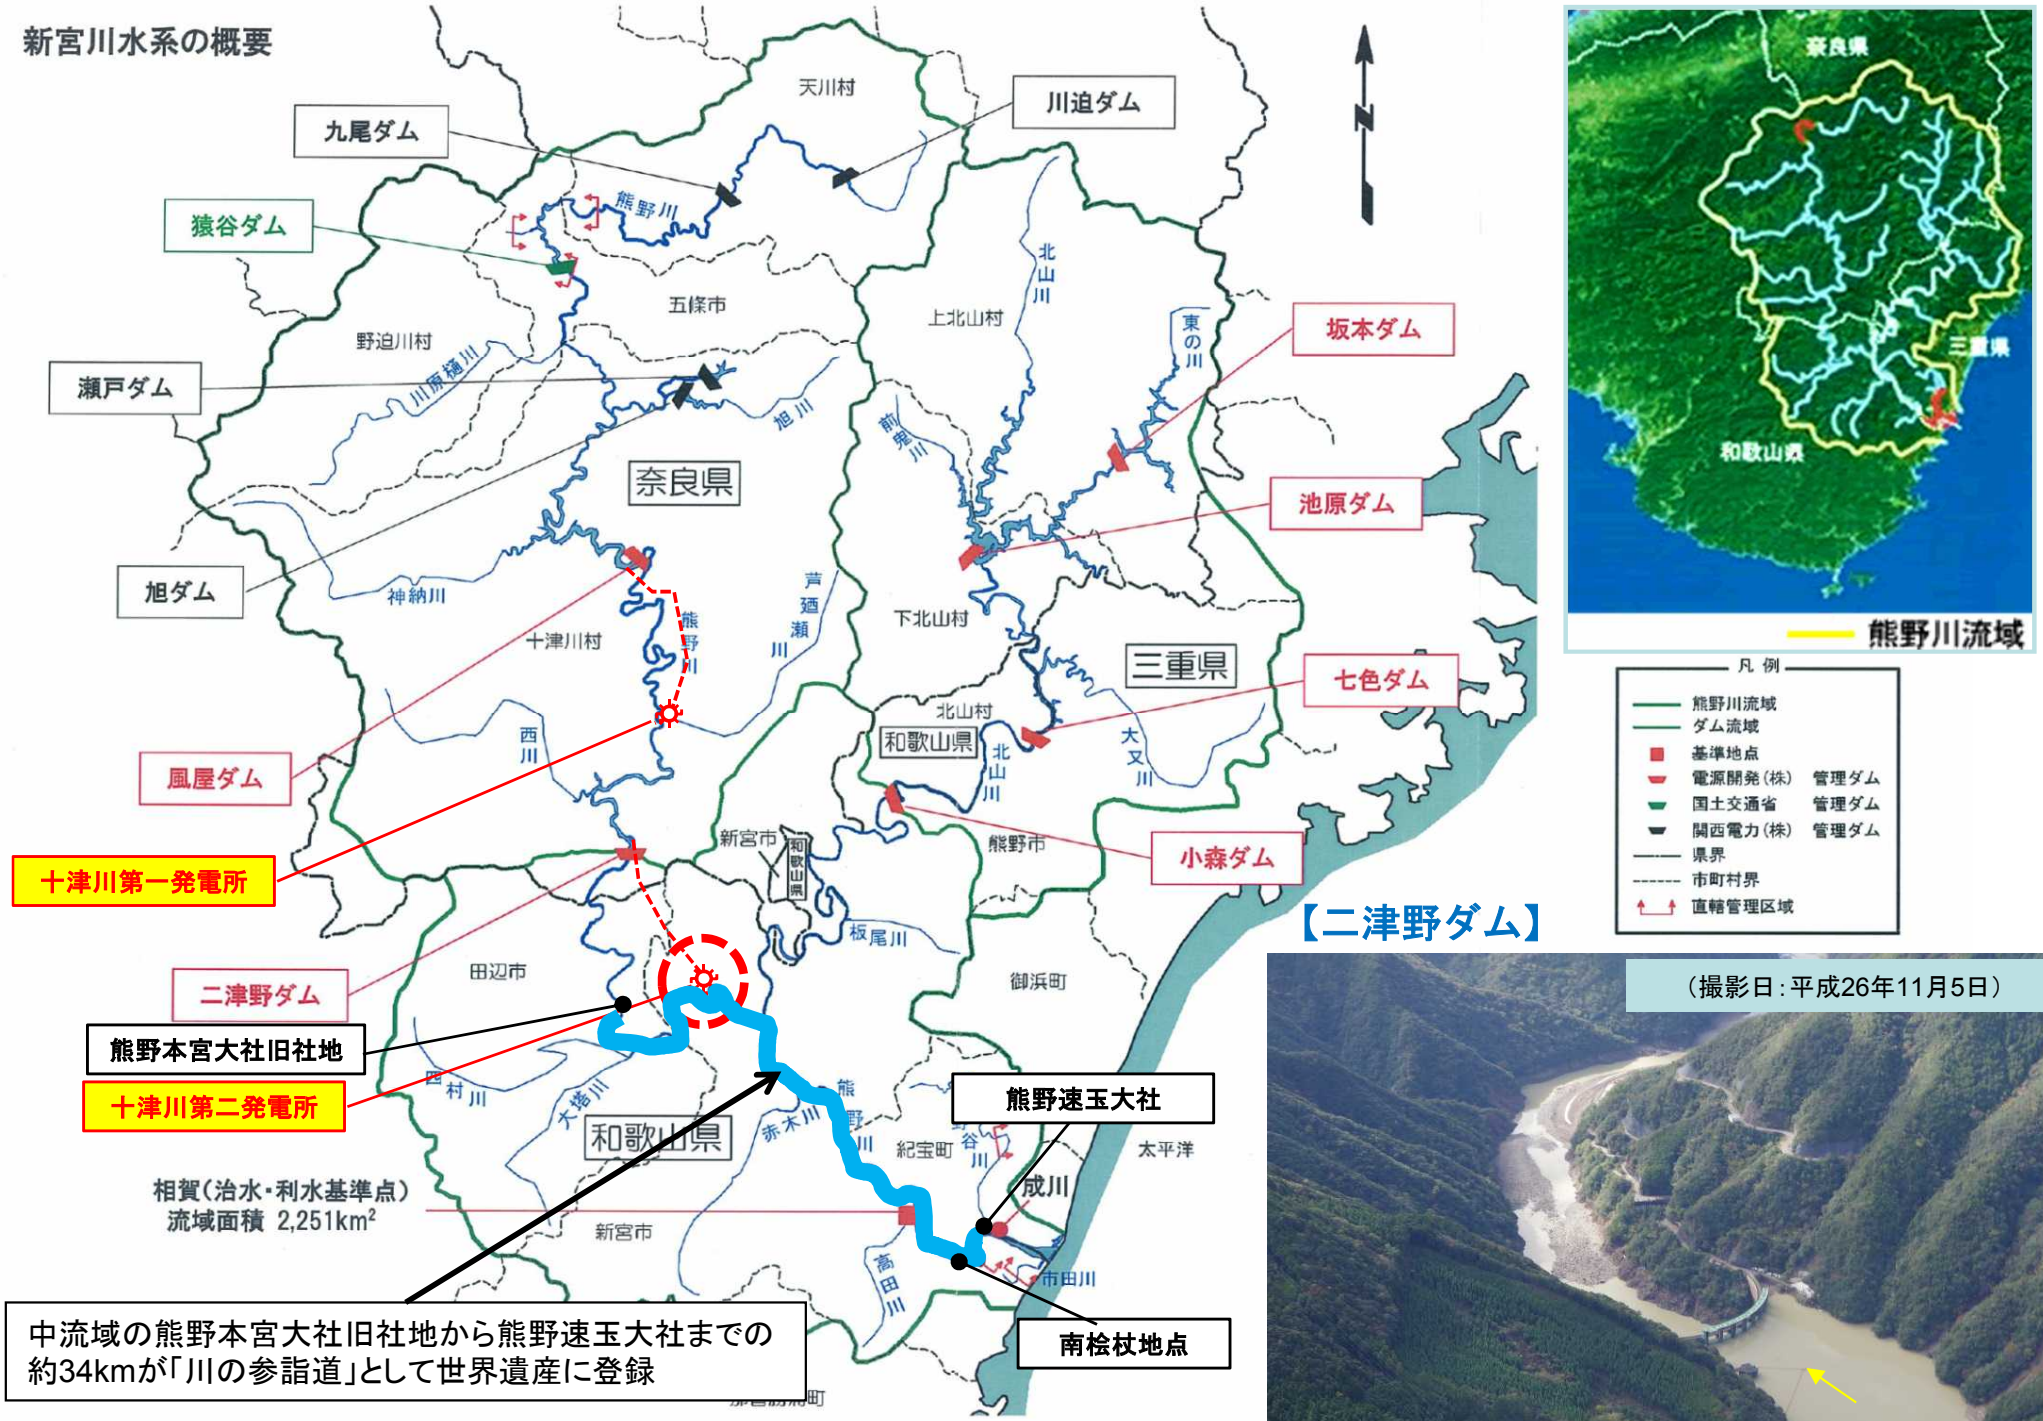 新宮川水系の概要
天川村
川迫ダム
九尾ダム
熊野川
猿谷ダム
五條市
野迫川村
川原樋川
瀬戸ダム
旭川
奈良県
旭ダム
神納川
十津川村
熊野川
芦廼瀬川
西川
風屋ダム
十津川第一発電所
二津野ダム
田辺市
熊野本宮大社旧社地
十津川第二発電所
四村川
大塔川
和歌山県
赤木川
熊野川
相賀(治水・利水基準点)
流域面積 2,251km²
新宮市
高田川
中流域の熊野本宮大社旧社地から熊野速玉大社までの
約34kmが「川の参詣道」として世界遺産に登録
北山川
上北山村
東の川
坂本ダム
前鬼川
池原ダム
下北山村
三重県
七色ダム
北山村
和歌山県
北山川
大又川
新宮市
和歌山県
熊野市
小森ダム
板尾川
御浜町
熊野速玉大社
紀宝町
谷川
成川
太平洋
市田川
南桧杖地点
奈良県
三重県
和歌山県
熊野川流域
凡 例
熊野川流域
ダム流域
基準地点
電源開発(株) 管理ダム
国土交通省 管理ダム
関西電力(株) 管理ダム
県界
市町村界
直轄管理区域
【二津野ダム】
(撮影日:平成26年11月5日)